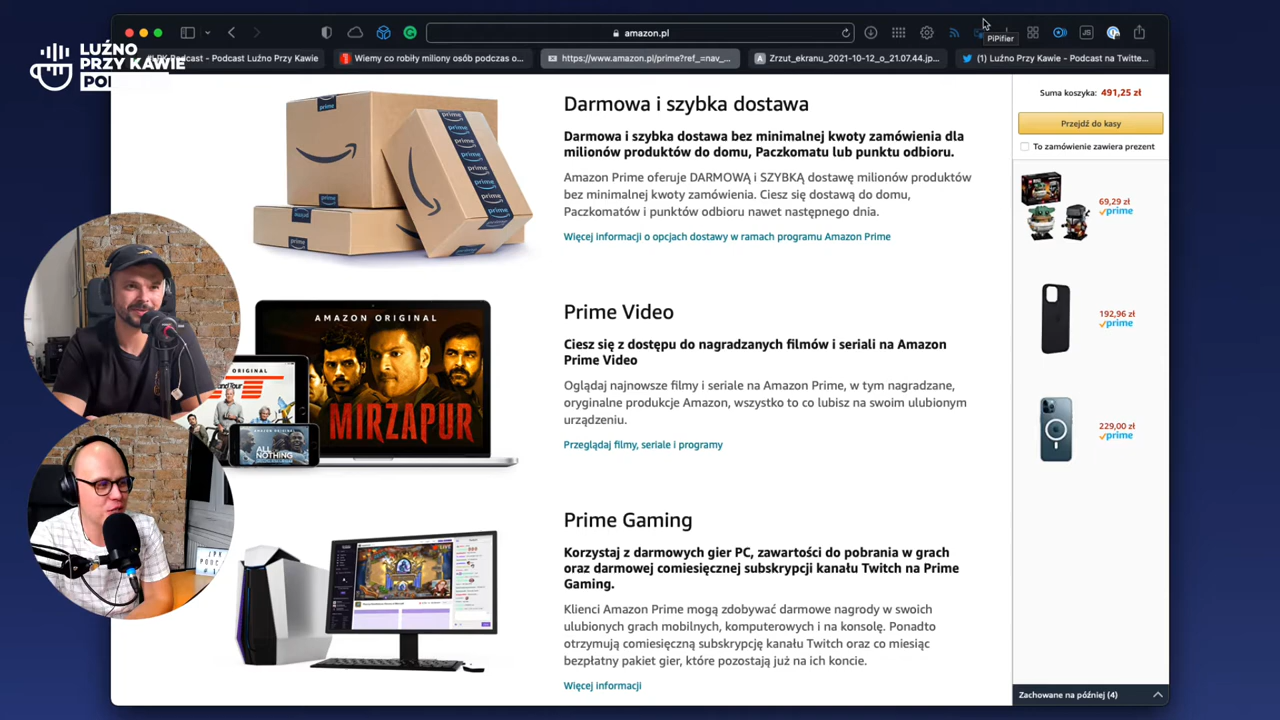 LUŹNO
PRZY KAWIE
amazon.pl
PiPifier
Podcast - Podcast Luźno Przy Kawie
Wiemy co robiły miliony osób podczas o...
https://www.amazon.pl/prime?ref_=nav_...
Zrzut_ekranu_2021-10-12_o_21.07.44.jp...
(1) Luźno Przy Kawie - Podcast na Twitte...
prime
Darmowa i szybka dostawa
Darmowa i szybka dostawa bez minimalnej kwoty zamówienia dla
milionów produktów do domu, Paczkomatu lub punktu odbioru.
Amazon Prime oferuje DARMOWĄ i SZYBKĄ dostawę milionów produktów
bez minimalnej kwoty zamówienia. Ciesz się dostawą do domu,
Paczkomatów i punktów odbioru nawet następnego dnia.
Więcej informacji o opcjach dostawy w ramach programu Amazon Prime
AMAZON ORIGINAL
MIRZAPUR
ORIGINAL
ALL
NOTHING
Prime Video
Ciesz się z dostępu do nagradzanych filmów i seriali na Amazon
Prime Video
Oglądaj najnowsze filmy i seriale na Amazon Prime, w tym nagradzane,
oryginalne produkcje Amazon, wszystko to co lubisz na swoim ulubionym
urządzeniu.
Przeglądaj filmy, seriale i programy
Prime Gaming
Korzystaj z darmowych gier PC, zawartości do pobrania w grach
oraz darmowej comiesięcznej subskrypcji kanału Twitch na Prime
Gaming.
Klienci Amazon Prime mogą zdobywać darmowe nagrody w swoich
ulubionych grach mobilnych, komputerowych i na konsolę. Ponadto
otrzymują comiesięczną subskrypcję kanału Twitch oraz co miesiąc
bezpłatny pakiet gier, które pozostają już na ich koncie.
Więcej informacji
Suma koszyka: 491,25 zł
Przejdź do kasy
To zamówienie zawiera prezent
69,29 zł
prime
192,96 zł
prime
229,00 zł
prime
Zachowane na później (4)